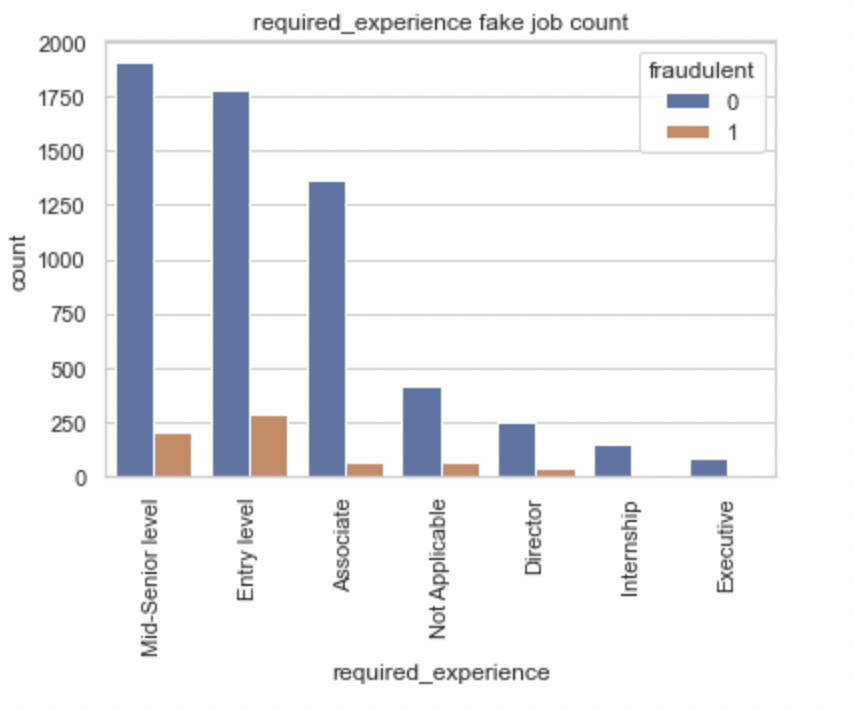 required_experience fake job count
fraudulent
0
1
2000
1750
1500
1250
1000
750
500
250
0
count
Mid-Senior level
Entry level
Associate
Not Applicable
Director
Internship
Executive
required_experience